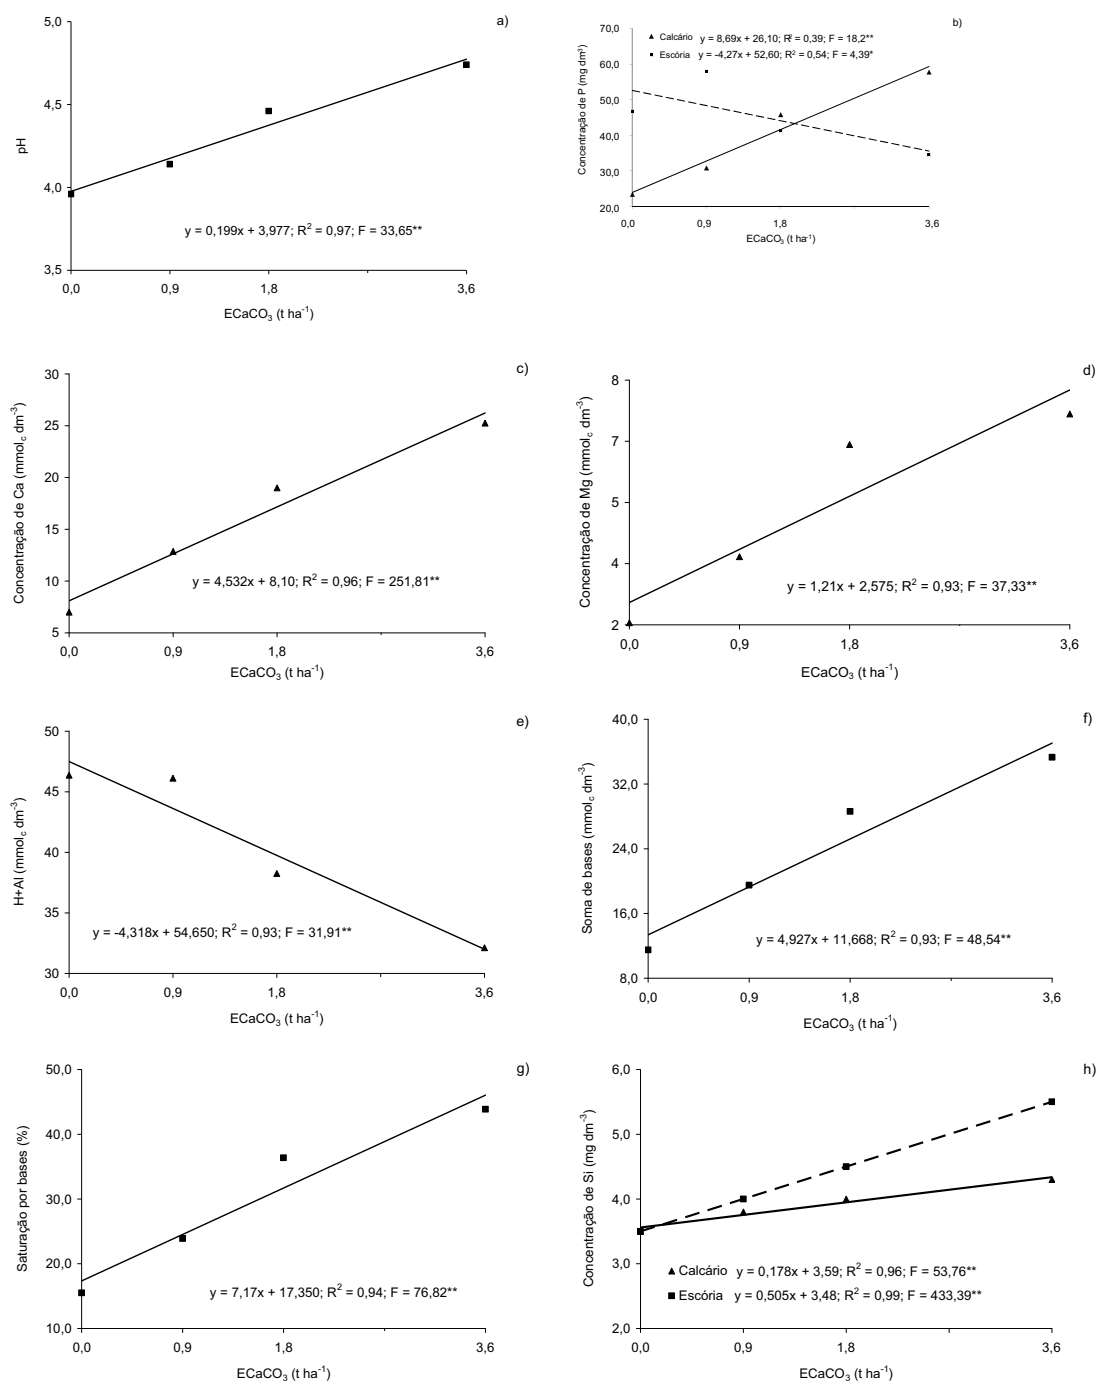 a)
5,0
4,5
4,0
3,5
pH
y = 0,199x + 3,977; R² = 0,97; F = 33,65**
0,0 0,9 1,8 3,6
ECaCO₃ (t ha⁻¹)
b)
70,0
60,0
50,0
40,0
30,0
20,0
Concentração de P (mg dm³)
Calcário y = 8,69x + 26,10; R² = 0,39; F = 18,2**
Escória y = -4,27x + 52,60; R² = 0,54; F = 4,39*
0,0 0,9 1,8 3,6
ECaCO₃ (t ha⁻¹)
c)
30
25
20
15
10
5
Concentração de Ca (mmol꜀ dm⁻³)
y = 4,532x + 8,10; R² = 0,96; F = 251,81**
0,0 0,9 1,8 3,6
ECaCO₃ (t ha⁻¹)
d)
8
7
5
4
2
Concentração de Mg (mmol꜀ dm⁻³)
y = 1,21x + 2,575; R² = 0,93; F = 37,33**
0,0 0,9 1,8 3,6
ECaCO₃ (t ha⁻¹)
e)
50
45
40
35
30
H+Al (mmol꜀ dm⁻³)
y = -4,318x + 54,650; R² = 0,93; F = 31,91**
0,0 0,9 1,8 3,6
ECaCO₃ (t ha⁻¹)
f)
40,0
32,0
24,0
16,0
8,0
Soma de bases (mmol꜀ dm⁻³)
y = 4,927x + 11,668; R² = 0,93; F = 48,54**
0,0 0,9 1,8 3,6
ECaCO₃ (t ha⁻¹)
g)
50,0
40,0
30,0
20,0
10,0
Saturação por bases (%)
y = 7,17x + 17,350; R² = 0,94; F = 76,82**
0,0 0,9 1,8 3,6
ECaCO₃ (t ha⁻¹)
h)
6,0
5,0
4,0
3,0
2,0
Concentração de Si (mg dm⁻³)
Calcário y = 0,178x + 3,59; R² = 0,96; F = 53,76**
Escória y = 0,505x + 3,48; R² = 0,99; F = 433,39**
0,0 0,9 1,8 3,6
ECaCO₃ (t ha⁻¹)